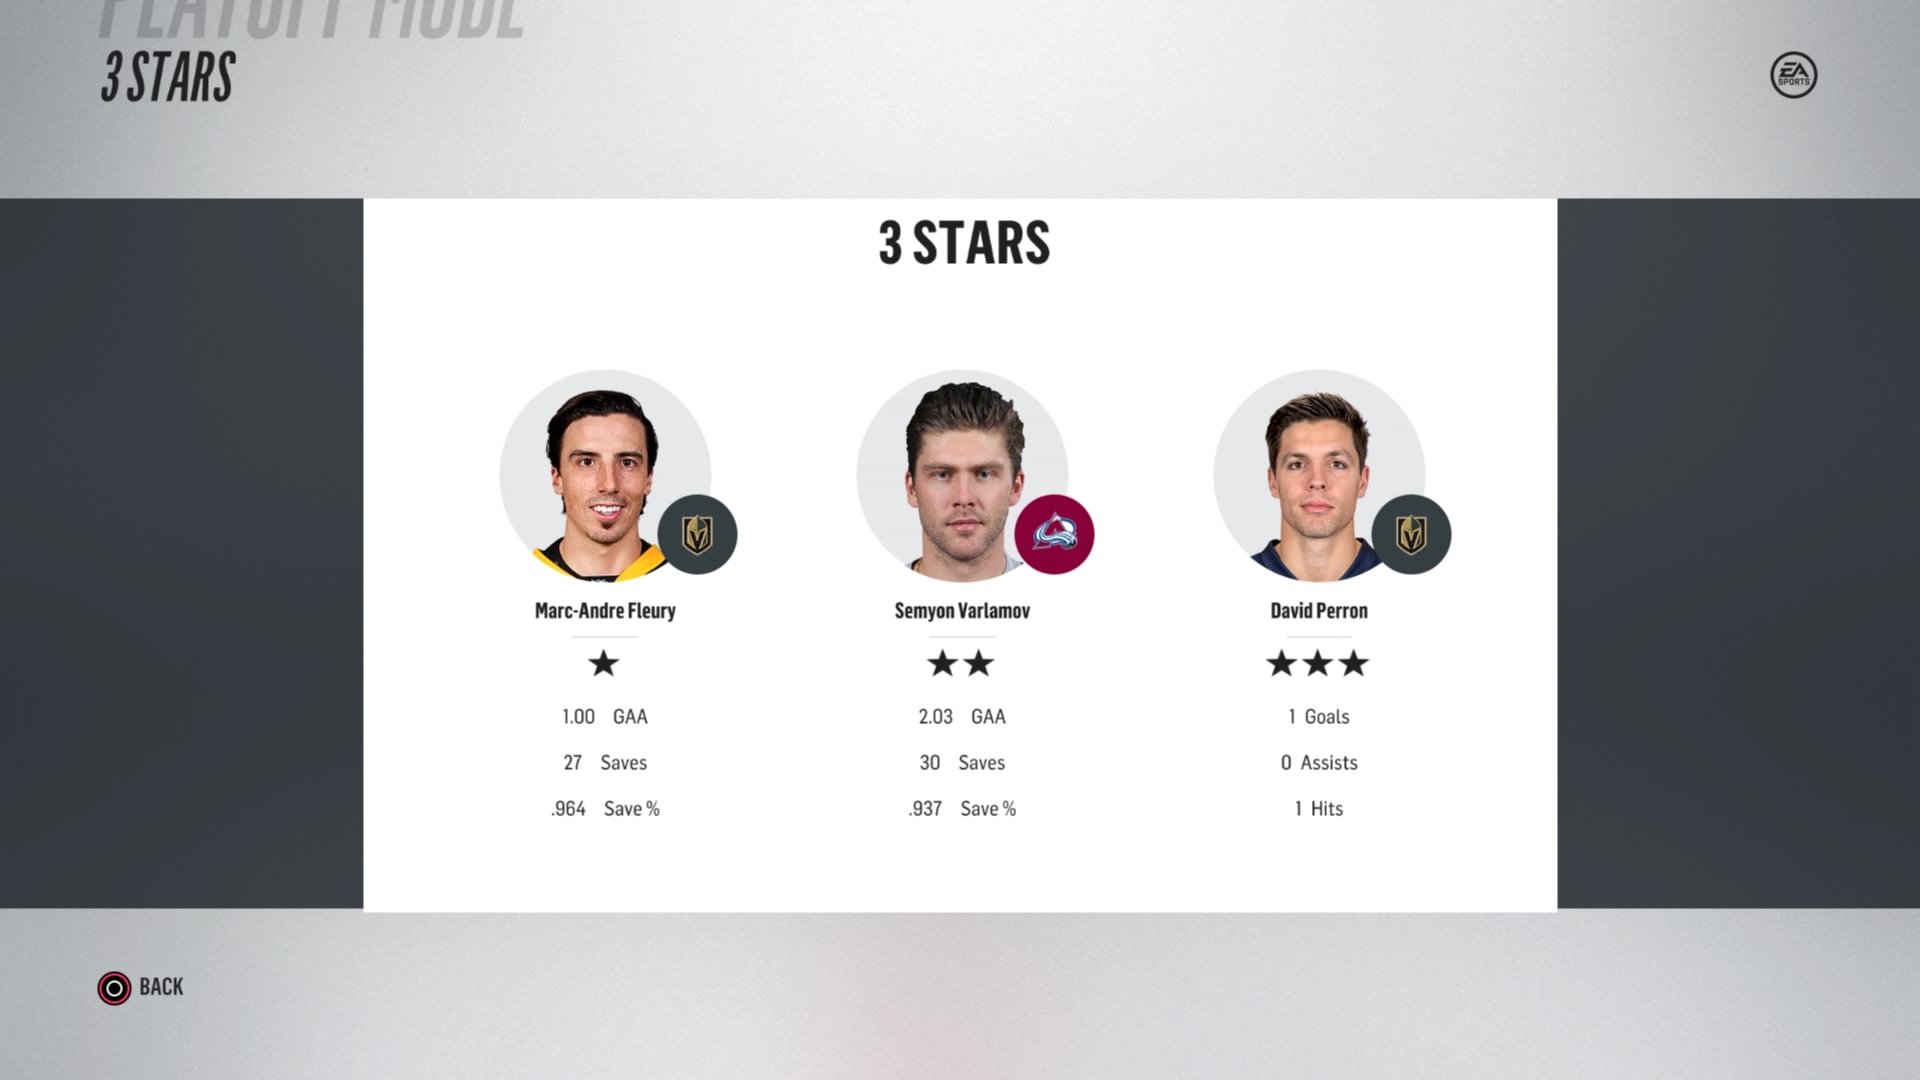 PLAYOFF MODE
3 STARS
EA
SPORTS
3 STARS
Marc-Andre Fleury
1.00 GAA
27 Saves
.964 Save %
Semyon Varlamov
2.03 GAA
30 Saves
.937 Save %
David Perron
1 Goals
0 Assists
1 Hits
BACK